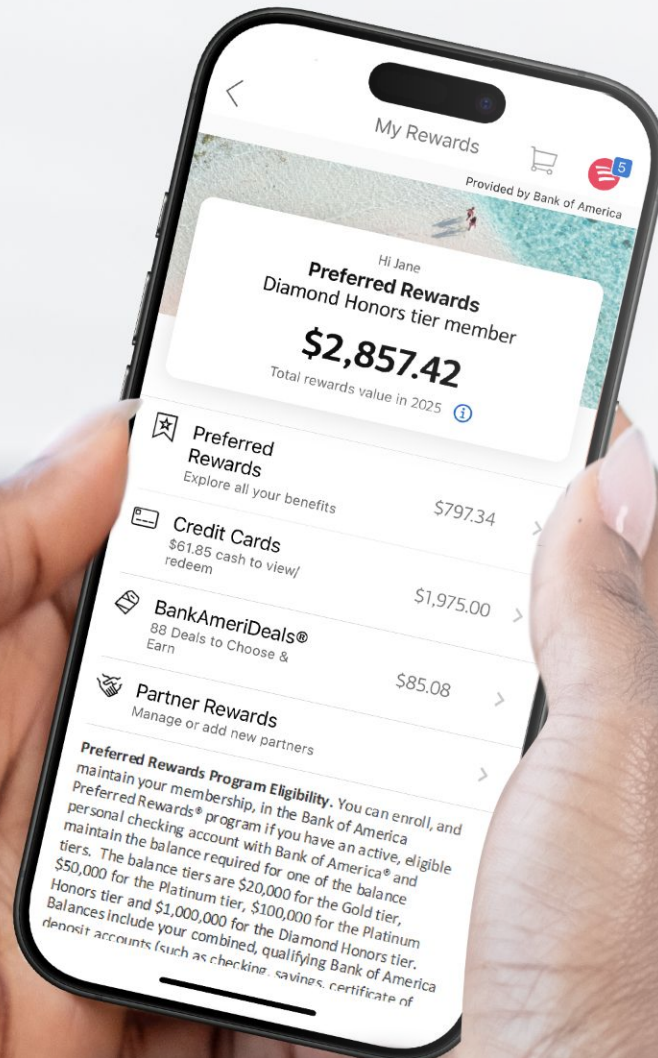 My Rewards
5
Provided by Bank of America
Hi Jane
Preferred Rewards
Diamond Honors tier member
$2,857.42
Total rewards value in 2025
Preferred
Rewards
Explore all your benefits
$797.34
Credit Cards
$61.85 cash to view/
redeem
$1,975.00
BankAmeriDeals®
88 Deals to Choose &
Earn
$85.08
Partner Rewards
Manage or add new partners
Preferred Rewards Program Eligibility. You can enroll, and
maintain your membership, in the Bank of America
Preferred Rewards® program if you have an active, eligible
personal checking account with Bank of America® and
maintain the balance required for one of the balance
tiers. The balance tiers are $20,000 for the Gold tier,
$50,000 for the Platinum tier, $100,000 for the Platinum
Honors tier and $1,000,000 for the Diamond Honors tier.
Balances include your combined, qualifying Bank of America
deposit accounts (such as checking, savings, certificate of